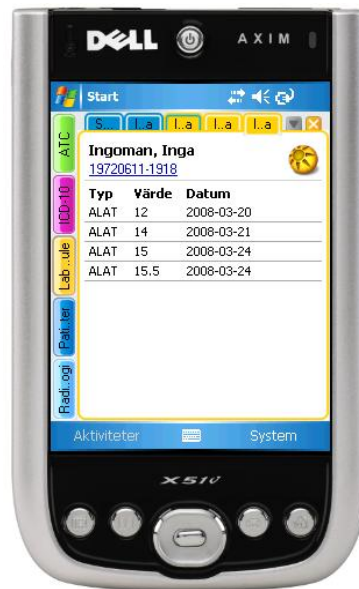 DELL AXIM
Start
S... I..a I..a I..a I..a
ATC
ICD-10
Lab..ule
Pati..ter
Radi..ogi
Ingoman, Inga
19720611-1918
Typ Värde Datum
ALAT 12 2008-03-20
ALAT 14 2008-03-21
ALAT 15 2008-03-24
ALAT 15.5 2008-03-24
Aktiviteter System
X51v